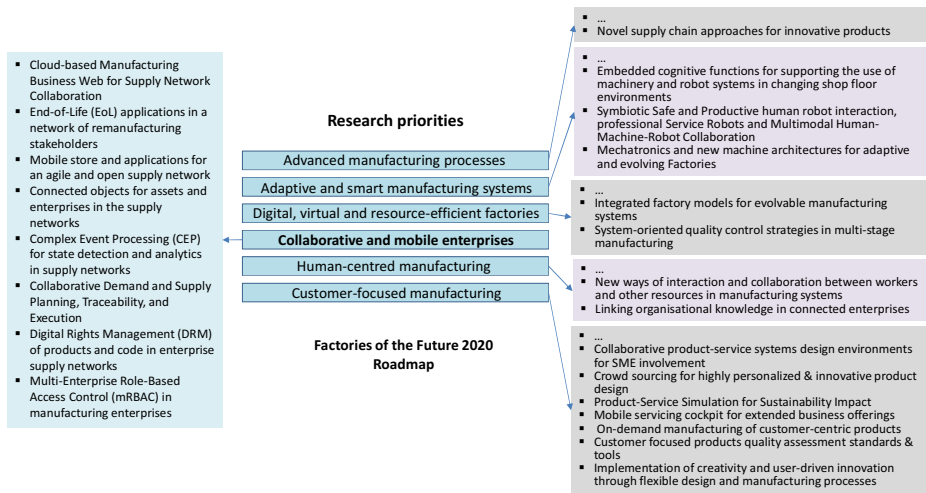 ▪ Cloud-based Manufacturing
Business Web for Supply Network
Collaboration
▪ End-of-Life (EoL) applications in a
network of remanufacturing
stakeholders
▪ Mobile store and applications for
an agile and open supply network
▪ Connected objects for assets and
enterprises in the supply
networks
▪ Complex Event Processing (CEP)
for state detection and analytics
in supply networks
▪ Collaborative Demand and Supply
Planning, Traceability, and
Execution
▪ Digital Rights Management (DRM)
of products and code in enterprise
supply networks
▪ Multi-Enterprise Role-Based
Access Control (mRBAC) in
manufacturing enterprises
Research priorities
Advanced manufacturing processes
Adaptive and smart manufacturing systems
Digital, virtual and resource-efficient factories
Collaborative and mobile enterprises
Human-centred manufacturing
Customer-focused manufacturing
Factories of the Future 2020
Roadmap
▪ ...
▪ Novel supply chain approaches for innovative products
▪ ...
▪ Embedded cognitive functions for supporting the use of
machinery and robot systems in changing shop floor
environments
▪ Symbiotic Safe and Productive human robot interaction,
professional Service Robots and Multimodal Human-
Machine-Robot Collaboration
▪ Mechatronics and new machine architectures for adaptive
and evolving Factories
▪ ...
▪ Integrated factory models for evolvable manufacturing
systems
▪ System-oriented quality control strategies in multi-stage
manufacturing
▪ ...
▪ New ways of interaction and collaboration between workers
and other resources in manufacturing systems
▪ Linking organisational knowledge in connected enterprises
▪ ...
▪ Collaborative product-service systems design environments
for SME involvement
▪ Crowd sourcing for highly personalized & innovative product
design
▪ Product-Service Simulation for Sustainability Impact
▪ Mobile servicing cockpit for extended business offerings
▪ On-demand manufacturing of customer-centric products
▪ Customer focused products quality assessment standards &
tools
▪ Implementation of creativity and user-driven innovation
through flexible design and manufacturing processes